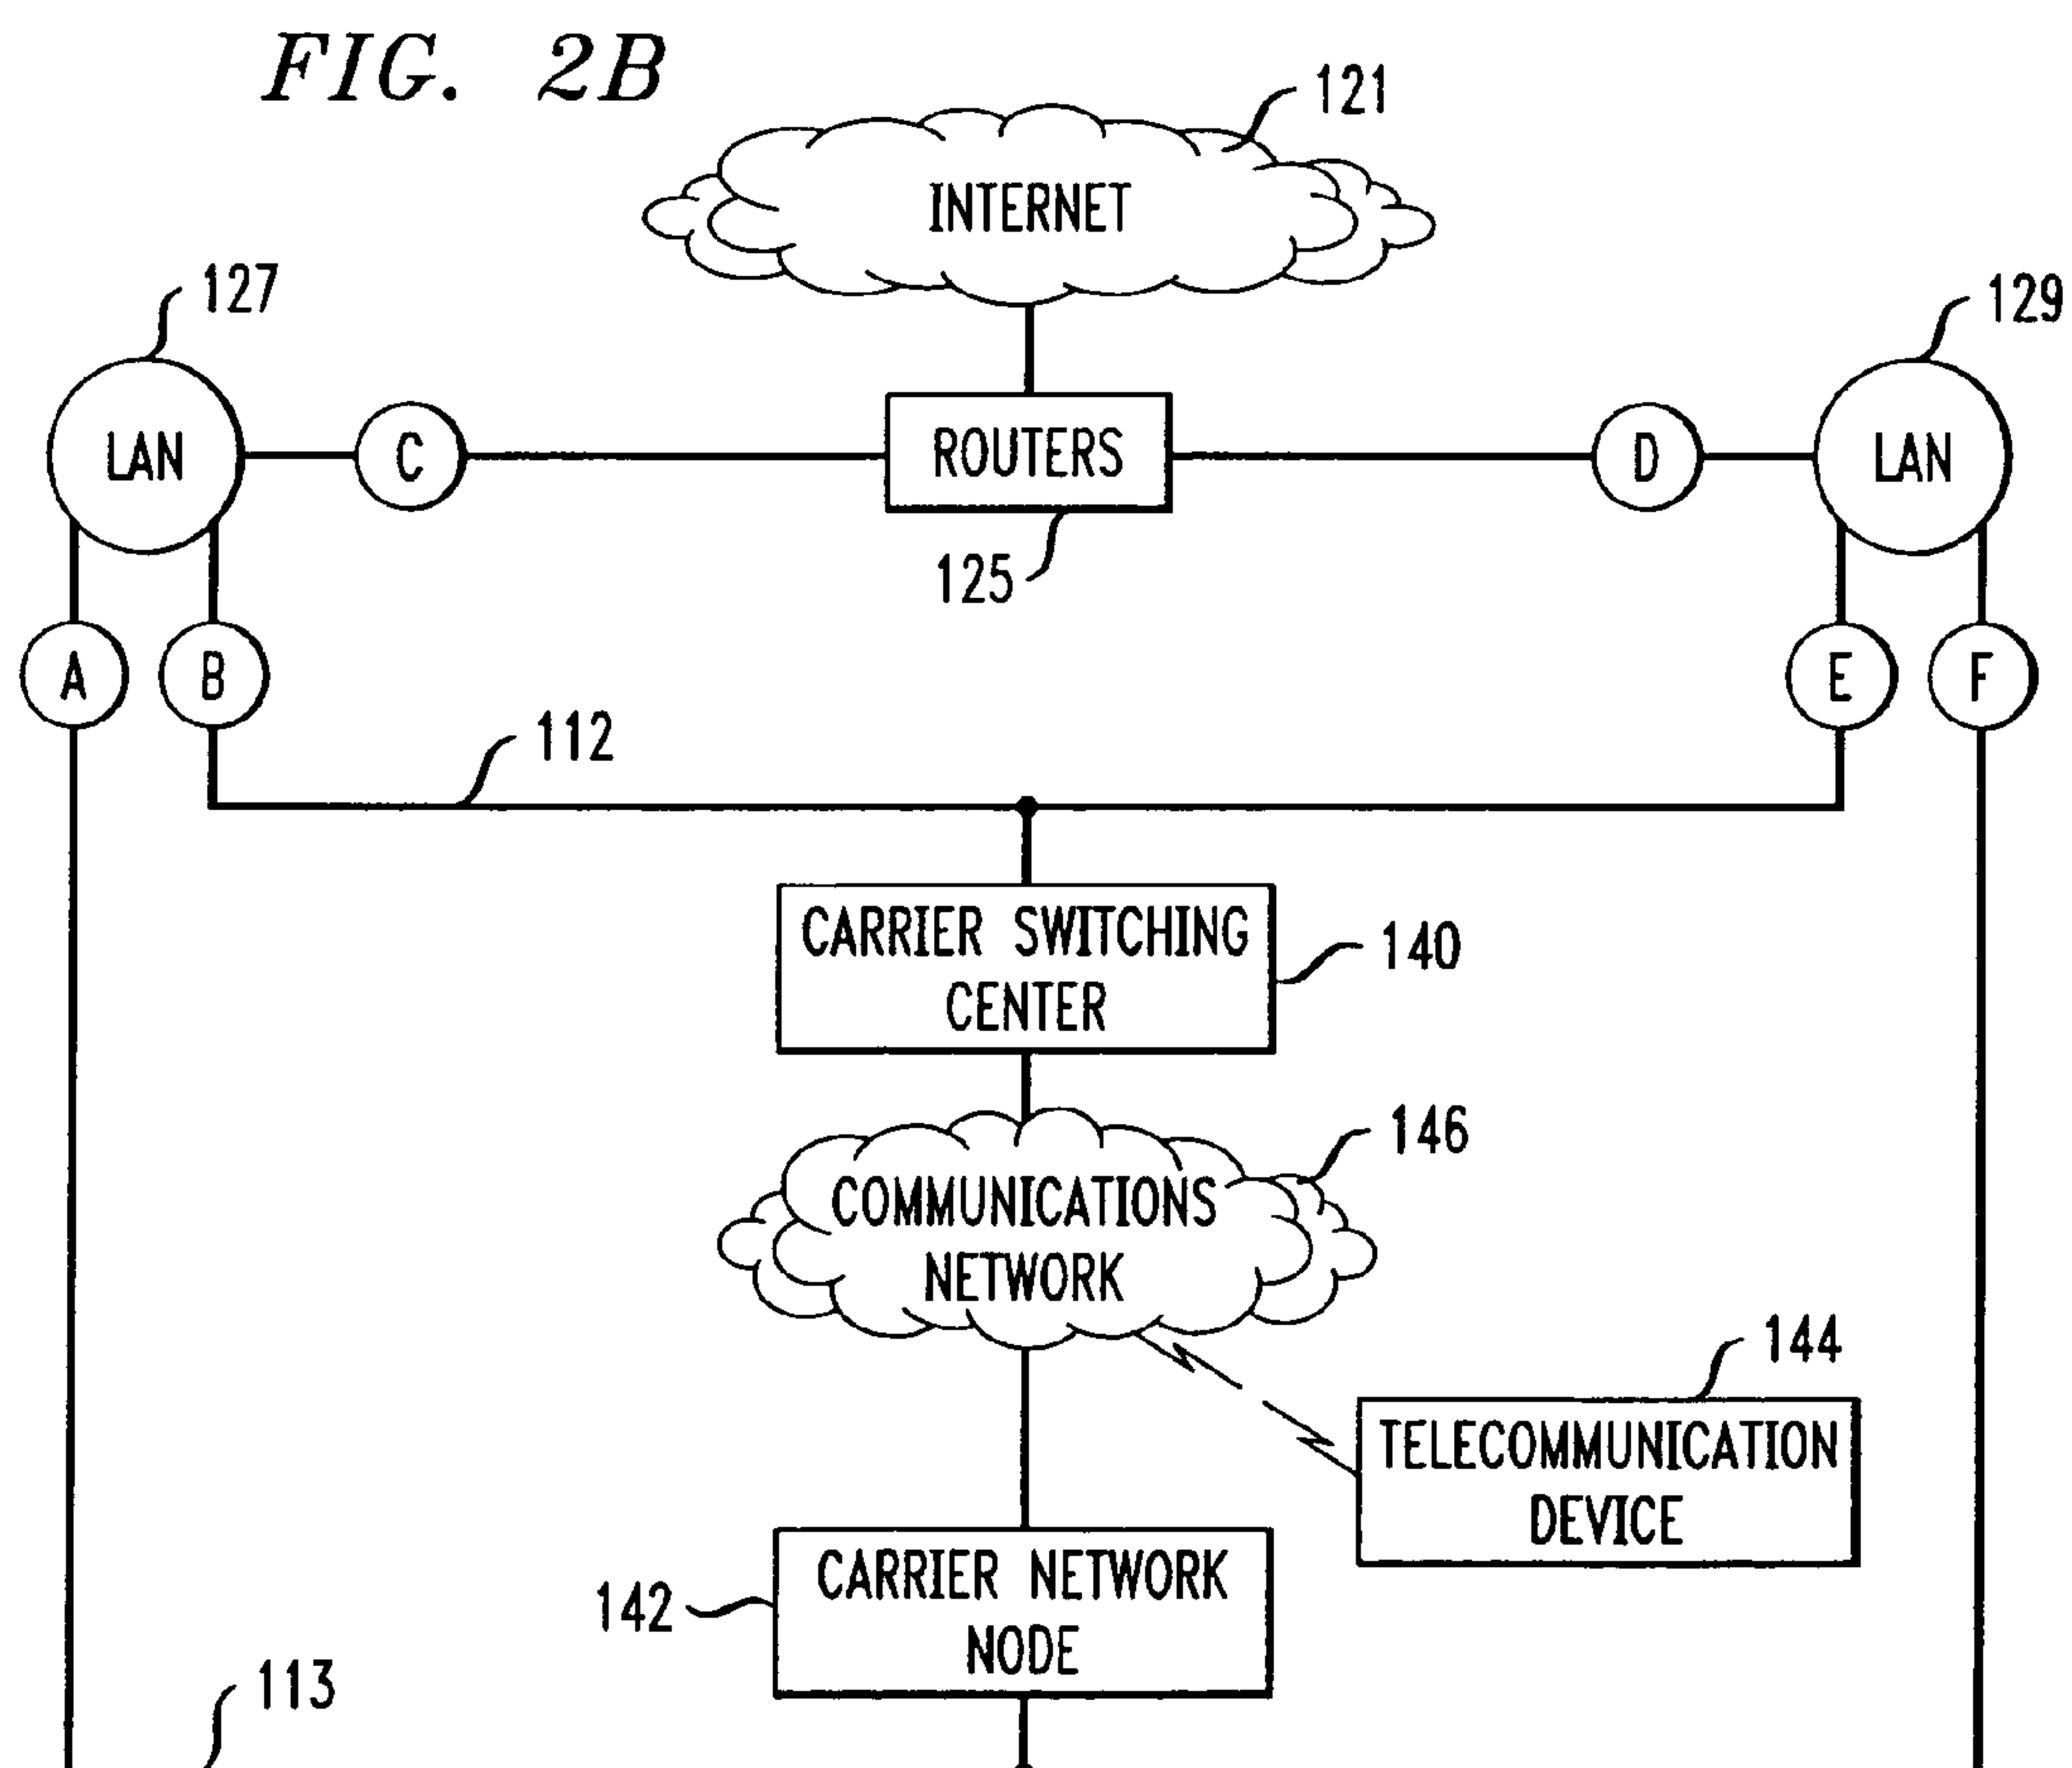 FIG. 2B
121
INTERNET
127
129
LAN
C
ROUTERS
D
LAN
125
A
B
E
F
112
CARRIER SWITCHING
CENTER
140
146
COMMUNICATIONS
NETWORK
144
TELECOMMUNICATION
DEVICE
CARRIER NETWORK
NODE
142
113